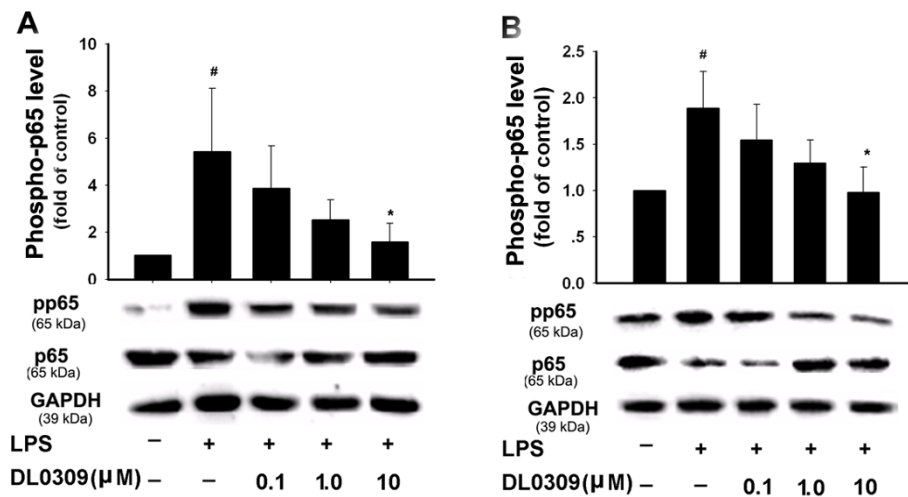 A
Phospho-p65 level
(fold of control)
10
8
6
4
2
0
#
*
pp65
(65 kDa)
p65
(65 kDa)
GAPDH
(39 kDa)
LPS – + + + +
DL0309(μM) – – 0.1 1.0 10
B
Phospho-p65 level
(fold of control)
2.5
2.0
1.5
1.0
.5
0.0
#
*
pp65
(65 kDa)
p65
(65 kDa)
GAPDH
(39 kDa)
LPS – + + + +
DL0309(μM) – – 0.1 1.0 10